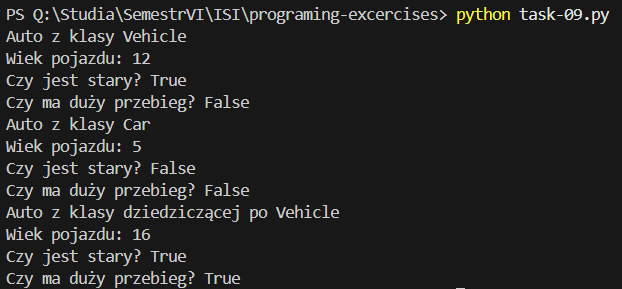 PS Q:\Studia\SemestrVI\ISI\programing-excercises> python task-09.py
Auto z klasy Vehicle
Wiek pojazdu: 12
Czy jest stary? True
Czy ma duży przebieg? False
Auto z klasy Car
Wiek pojazdu: 5
Czy jest stary? False
Czy ma duży przebieg? False
Auto z klasy dziedziczącej po Vehicle
Wiek pojazdu: 16
Czy jest stary? True
Czy ma duży przebieg? True